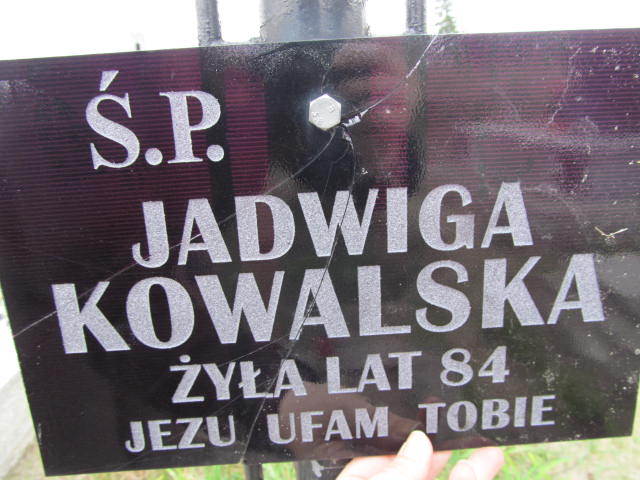 Ś.P.
JADWIGA
KOWALSKA
ŻYŁA LAT 84
JEZU UFAM TOBIE